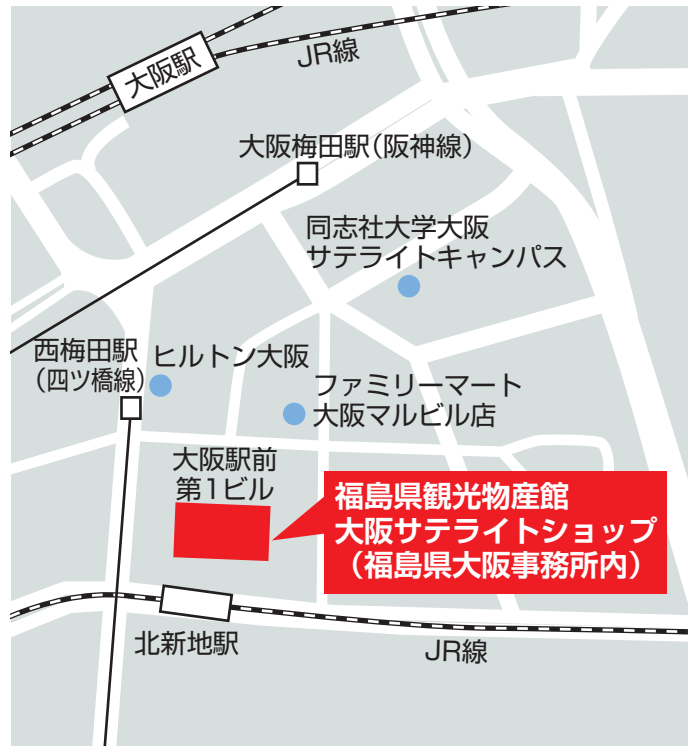 JR線
大阪駅
大阪梅田駅(阪神線)
同志社大学大阪
サテライトキャンパス
西梅田駅
(四ツ橋線)
ヒルトン大阪
ファミリーマート
大阪マルビル店
大阪駅前
第1ビル
福島県観光物産館
大阪サテライトショップ
(福島県大阪事務所内)
北新地駅
JR線